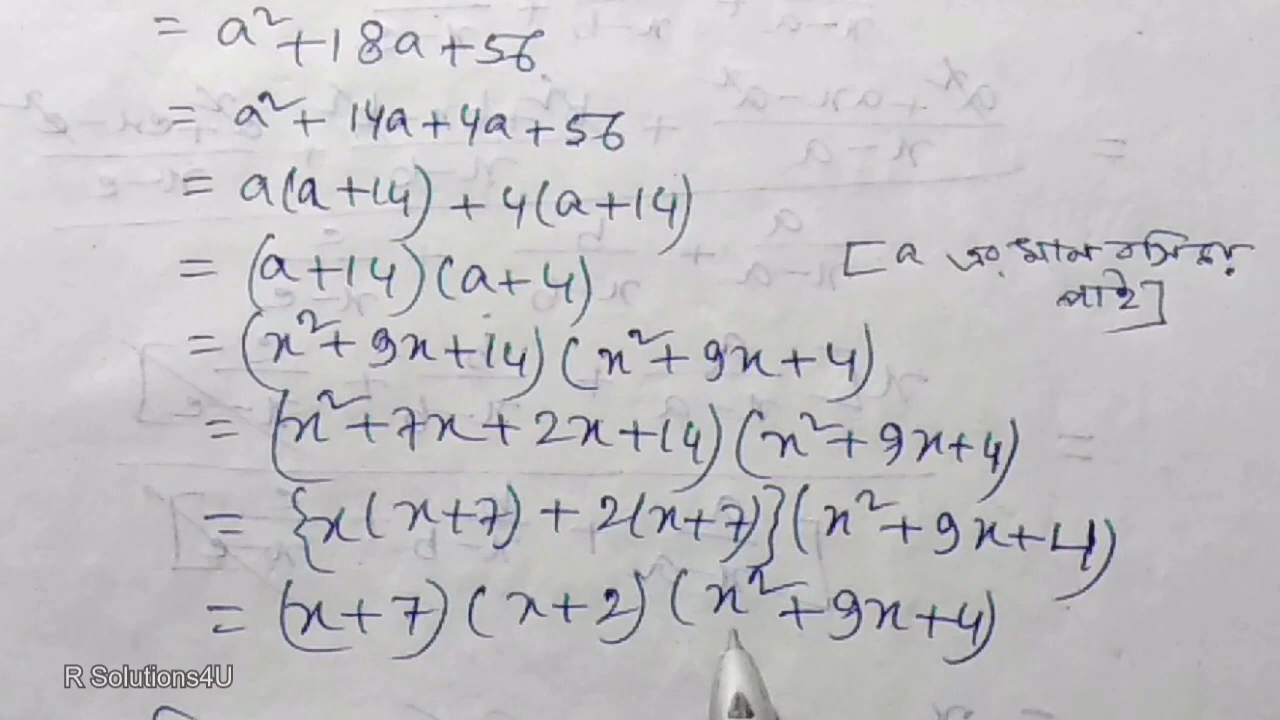 = a²+18a+56
= a²+14a+4a+56
= a(a+14)+4(a+14)
= (a+14)(a+4) [a এর মান বসিয়ে
পাই]
= (x²+9x+14)(x²+9x+4)
= (x²+7x+2x+14)(x²+9x+4)
= {x(x+7)+2(x+7)}(x²+9x+4)
= (x+7)(x+2)(x²+9x+4)
R Solutions4U